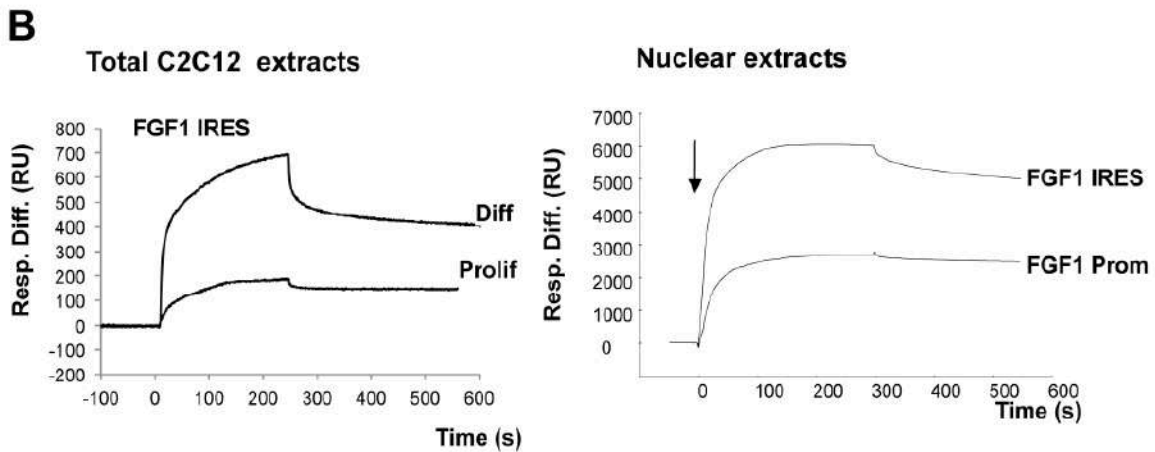 B
Total C2C12 extracts
FGF1 IRES
Resp. Diff. (RU)
800
700
600
500
400
300
200
100
0
-100
-200
-100
0
100
200
300
400
500
600
Diff
Prolif
Time (s)
Nuclear extracts
Resp. Diff. (RU)
7000
6000
5000
4000
3000
2000
1000
0
0
100
200
300
400
500
600
FGF1 IRES
FGF1 Prom
Time (s)